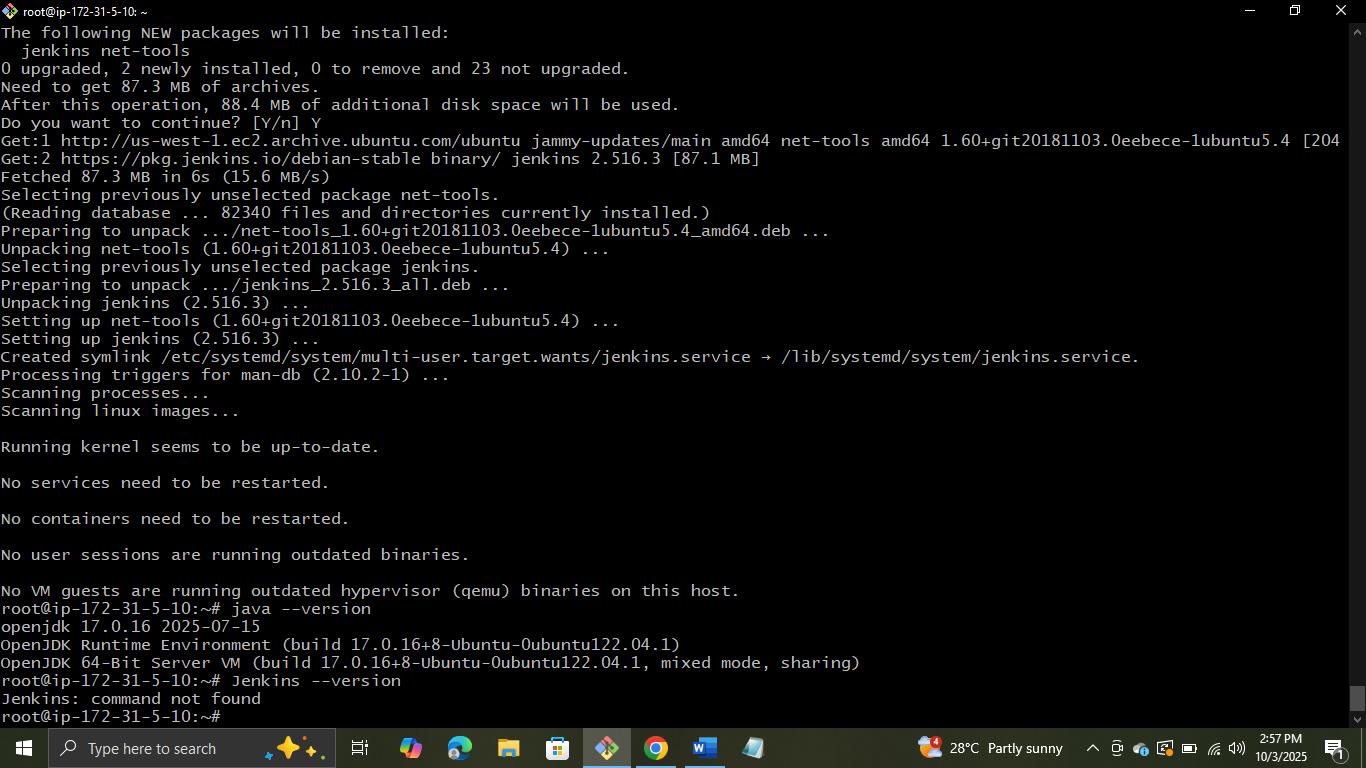 root@ip-172-31-5-10: ~
The following NEW packages will be installed:
  jenkins net-tools
0 upgraded, 2 newly installed, 0 to remove and 23 not upgraded.
Need to get 87.3 MB of archives.
After this operation, 88.4 MB of additional disk space will be used.
Do you want to continue? [Y/n] Y
Get:1 http://us-west-1.ec2.archive.ubuntu.com/ubuntu jammy-updates/main amd64 net-tools amd64 1.60+git20181103.0eebece-1ubuntu5.4 [204
Get:2 https://pkg.jenkins.io/debian-stable binary/ jenkins 2.516.3 [87.1 MB]
Fetched 87.3 MB in 6s (15.6 MB/s)
Selecting previously unselected package net-tools.
(Reading database ... 82340 files and directories currently installed.)
Preparing to unpack .../net-tools_1.60+git20181103.0eebece-1ubuntu5.4_amd64.deb ...
Unpacking net-tools (1.60+git20181103.0eebece-1ubuntu5.4) ...
Selecting previously unselected package jenkins.
Preparing to unpack .../jenkins_2.516.3_all.deb ...
Unpacking jenkins (2.516.3) ...
Setting up net-tools (1.60+git20181103.0eebece-1ubuntu5.4) ...
Setting up jenkins (2.516.3) ...
Created symlink /etc/systemd/system/multi-user.target.wants/jenkins.service → /lib/systemd/system/jenkins.service.
Processing triggers for man-db (2.10.2-1) ...
Scanning processes...
Scanning linux images...
Running kernel seems to be up-to-date.
No services need to be restarted.
No containers need to be restarted.
No user sessions are running outdated binaries.
No VM guests are running outdated hypervisor (qemu) binaries on this host.
root@ip-172-31-5-10:~# java --version
openjdk 17.0.16 2025-07-15
OpenJDK Runtime Environment (build 17.0.16+8-Ubuntu-0ubuntu122.04.1)
OpenJDK 64-Bit Server VM (build 17.0.16+8-Ubuntu-0ubuntu122.04.1, mixed mode, sharing)
root@ip-172-31-5-10:~# Jenkins --version
Jenkins: command not found
root@ip-172-31-5-10:~#
Type here to search
4
28°C Partly sunny
2:57 PM
10/3/2025
1